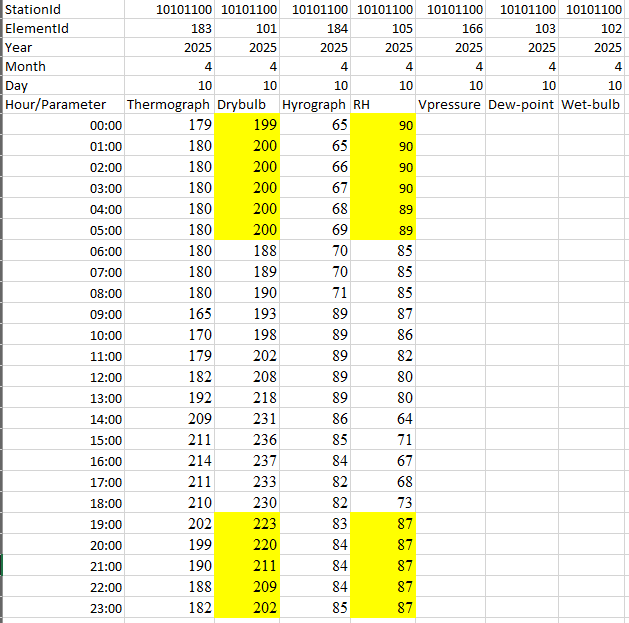 StationId 10101100 10101100 10101100 10101100 10101100 10101100 10101100
ElementId 183 101 184 105 166 103 102
Year 2025 2025 2025 2025 2025 2025 2025
Month 4 4 4 4 4 4 4
Day 10 10 10 10 10 10 10
Hour/Parameter Thermograph Drybulb Hyrograph RH Vpressure Dew-point Wet-bulb
00:00 179 199 65 90
01:00 180 200 65 90
02:00 180 200 66 90
03:00 180 200 67 90
04:00 180 200 68 89
05:00 180 200 69 89
06:00 180 188 70 85
07:00 180 189 70 85
08:00 180 190 71 85
09:00 165 193 89 87
10:00 170 198 89 86
11:00 179 202 89 82
12:00 182 208 89 80
13:00 192 218 89 80
14:00 209 231 86 64
15:00 211 236 85 71
16:00 214 237 84 67
17:00 211 233 82 68
18:00 210 230 82 73
19:00 202 223 83 87
20:00 199 220 84 87
21:00 190 211 84 87
22:00 188 209 84 87
23:00 182 202 85 87